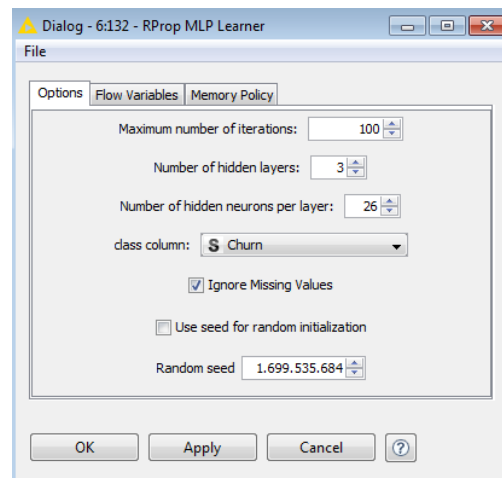 Dialog - 6:132 - RProp MLP Learner
File
Options Flow Variables Memory Policy
Maximum number of iterations: 100
Number of hidden layers: 3
Number of hidden neurons per layer: 26
class column: S Churn
Ignore Missing Values
Use seed for random initialization
Random seed 1.699.535.684
OK Apply Cancel ?